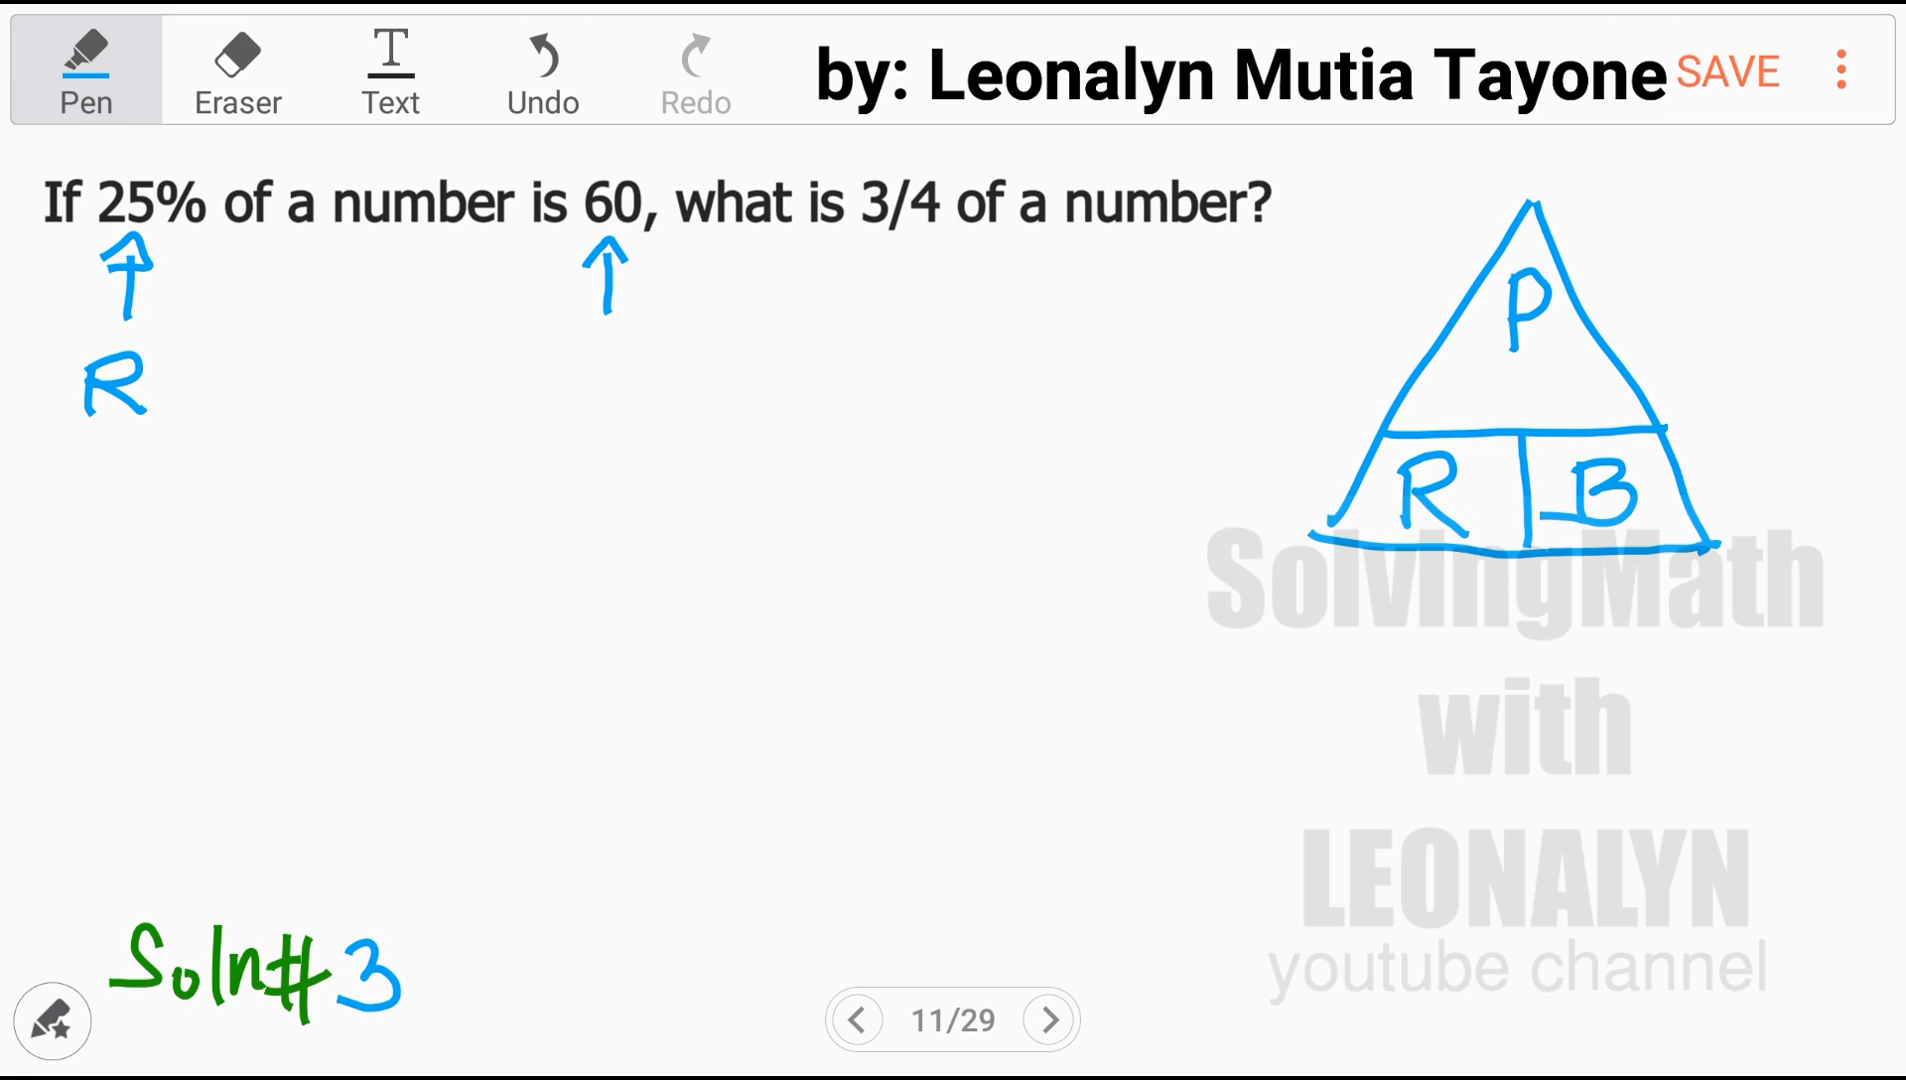 Pen
Eraser
Text
Undo
Redo
by: Leonalyn Mutia Tayone
SAVE
If 25% of a number is 60, what is 3/4 of a number?
R
P
R B
SolvingMath
with
LEONALYN
youtube channel
Soln# 3
11/29